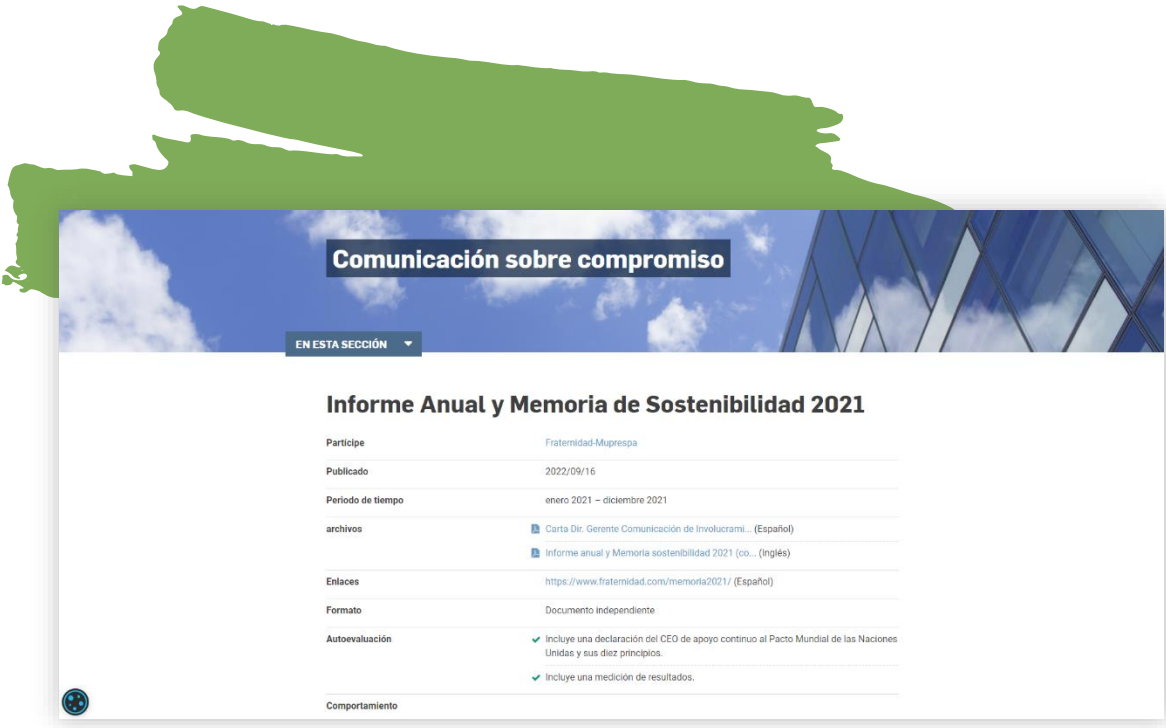 Comunicación sobre compromiso
EN ESTA SECCIÓN
Informe Anual y Memoria de Sostenibilidad 2021
Partícipe Fraternidad-Muprespa
Publicado 2022/09/16
Periodo de tiempo enero 2021 – diciembre 2021
archivos Carta Dir. Gerente Comunicación de Involucrami... (Español)
Informe anual y Memoria sostenibilidad 2021 (co... (Inglés)
Enlaces https://www.fraternidad.com/memoria2021/ (Español)
Formato Documento independiente
Autoevaluación Incluye una declaración del CEO de apoyo continuo al Pacto Mundial de las Naciones
Unidas y sus diez principios.
Incluye una medición de resultados.
Comportamiento